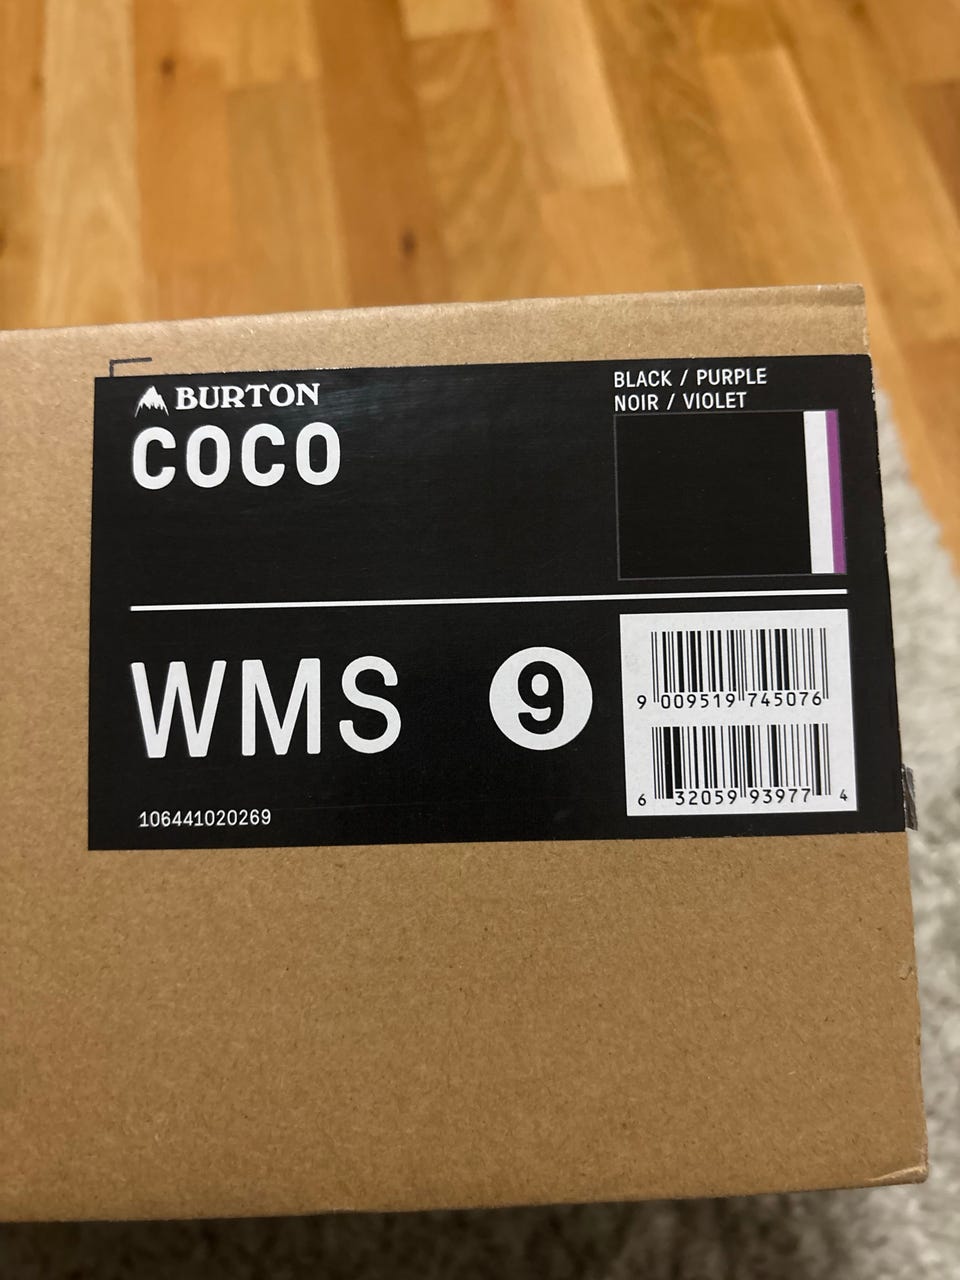 BURTON
COCO
BLACK / PURPLE
NOIR / VIOLET
WMS 9
9 009519 745076
6 32059 93977 4
106441020269